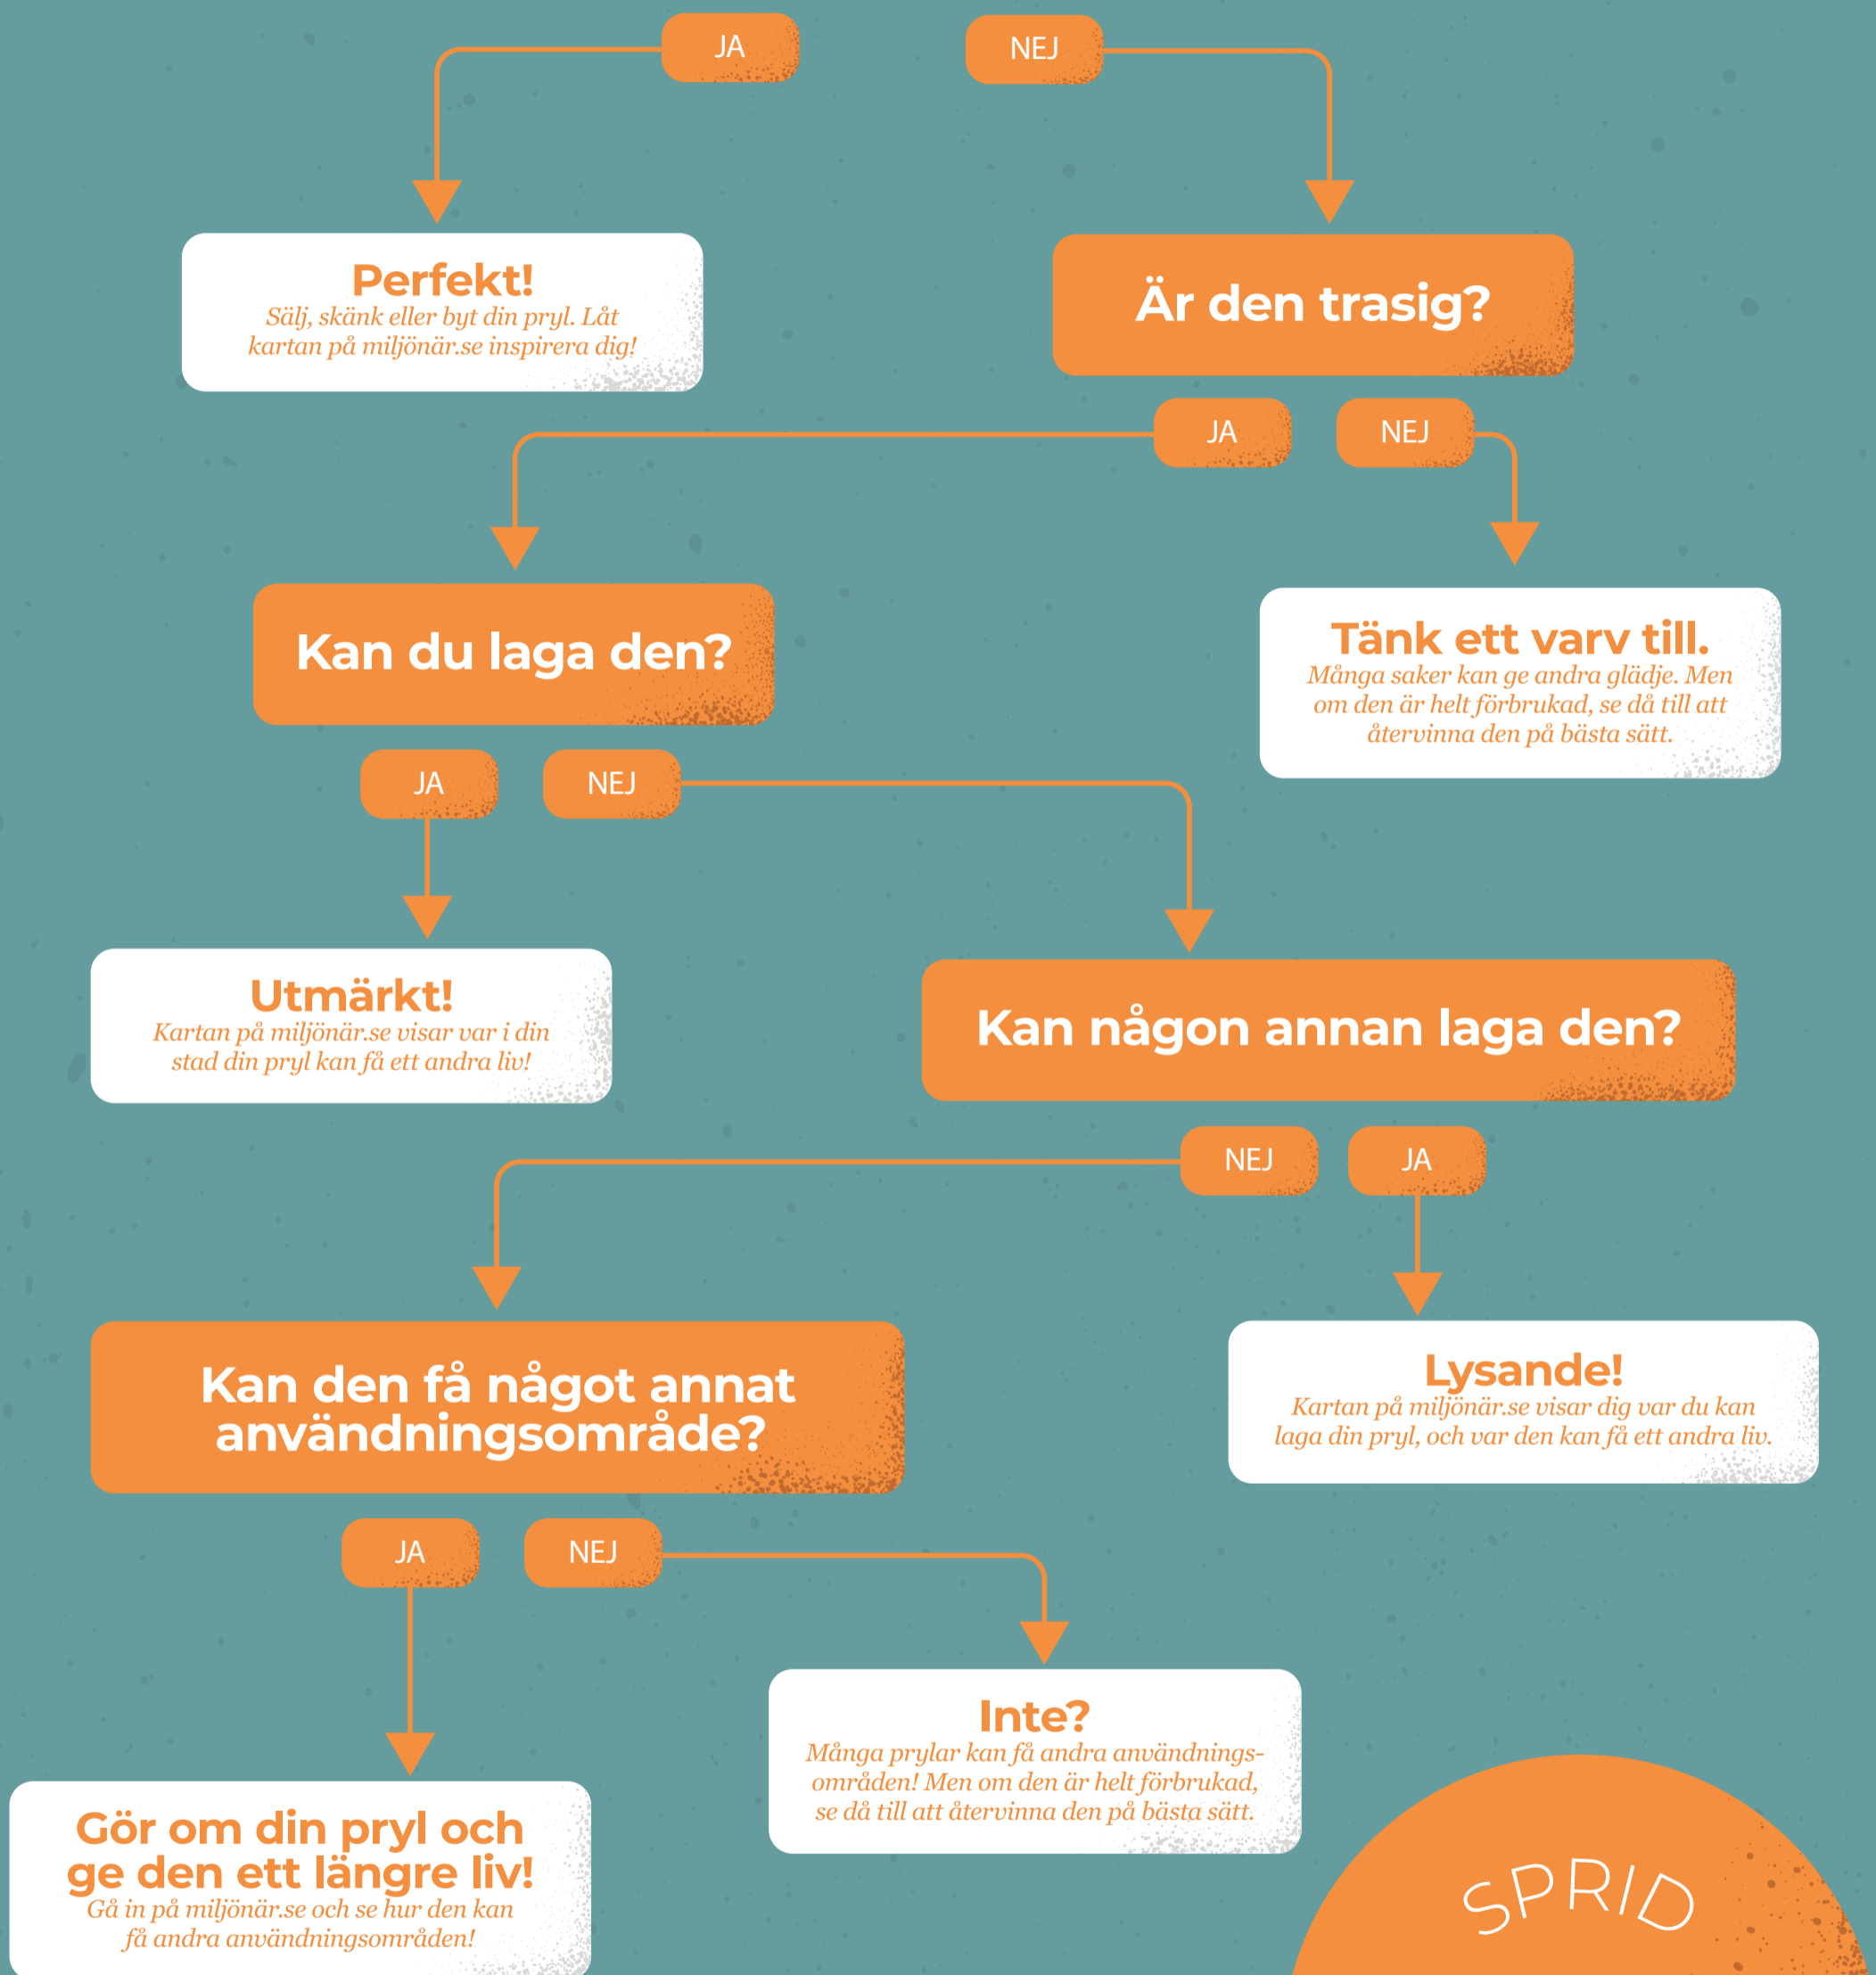 JA
NEJ
Perfekt!
Sälj, skänk eller byt din pryl. Låt
kartan på miljönär.se inspirera dig!
Är den trasig?
JA
NEJ
Kan du laga den?
Tänk ett varv till.
Många saker kan ge andra glädje. Men
om den är helt förbrukad, se då till att
återvinna den på bästa sätt.
JA
NEJ
Utmärkt!
Kartan på miljönär.se visar var i din
stad din pryl kan få ett andra liv!
Kan någon annan laga den?
NEJ
JA
Kan den få något annat
användningsområde?
Lysande!
Kartan på miljönär.se visar dig var du kan
laga din pryl, och var den kan få ett andra liv.
JA
NEJ
Inte?
Många prylar kan få andra användnings-
områden! Men om den är helt förbrukad,
se då till att återvinna den på bästa sätt.
Gör om din pryl och
ge den ett längre liv!
Gå in på miljönär.se och se hur den kan
få andra användningsområden!
SPRID